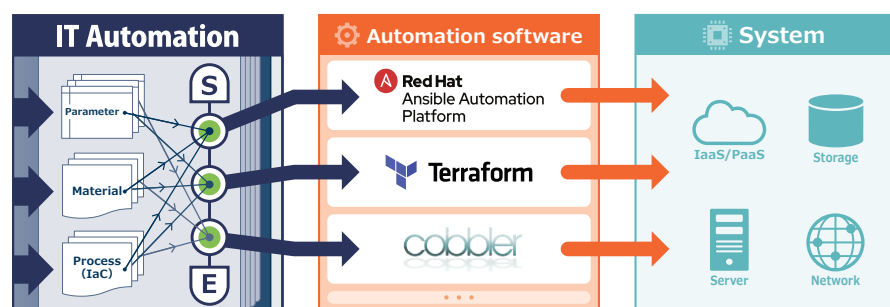 IT Automation
Parameter
Material
Process
(IaC)
S
E
Automation software
Red Hat
Ansible Automation
Platform
Terraform
cobbler
System
IaaS/PaaS
Storage
Server
Network